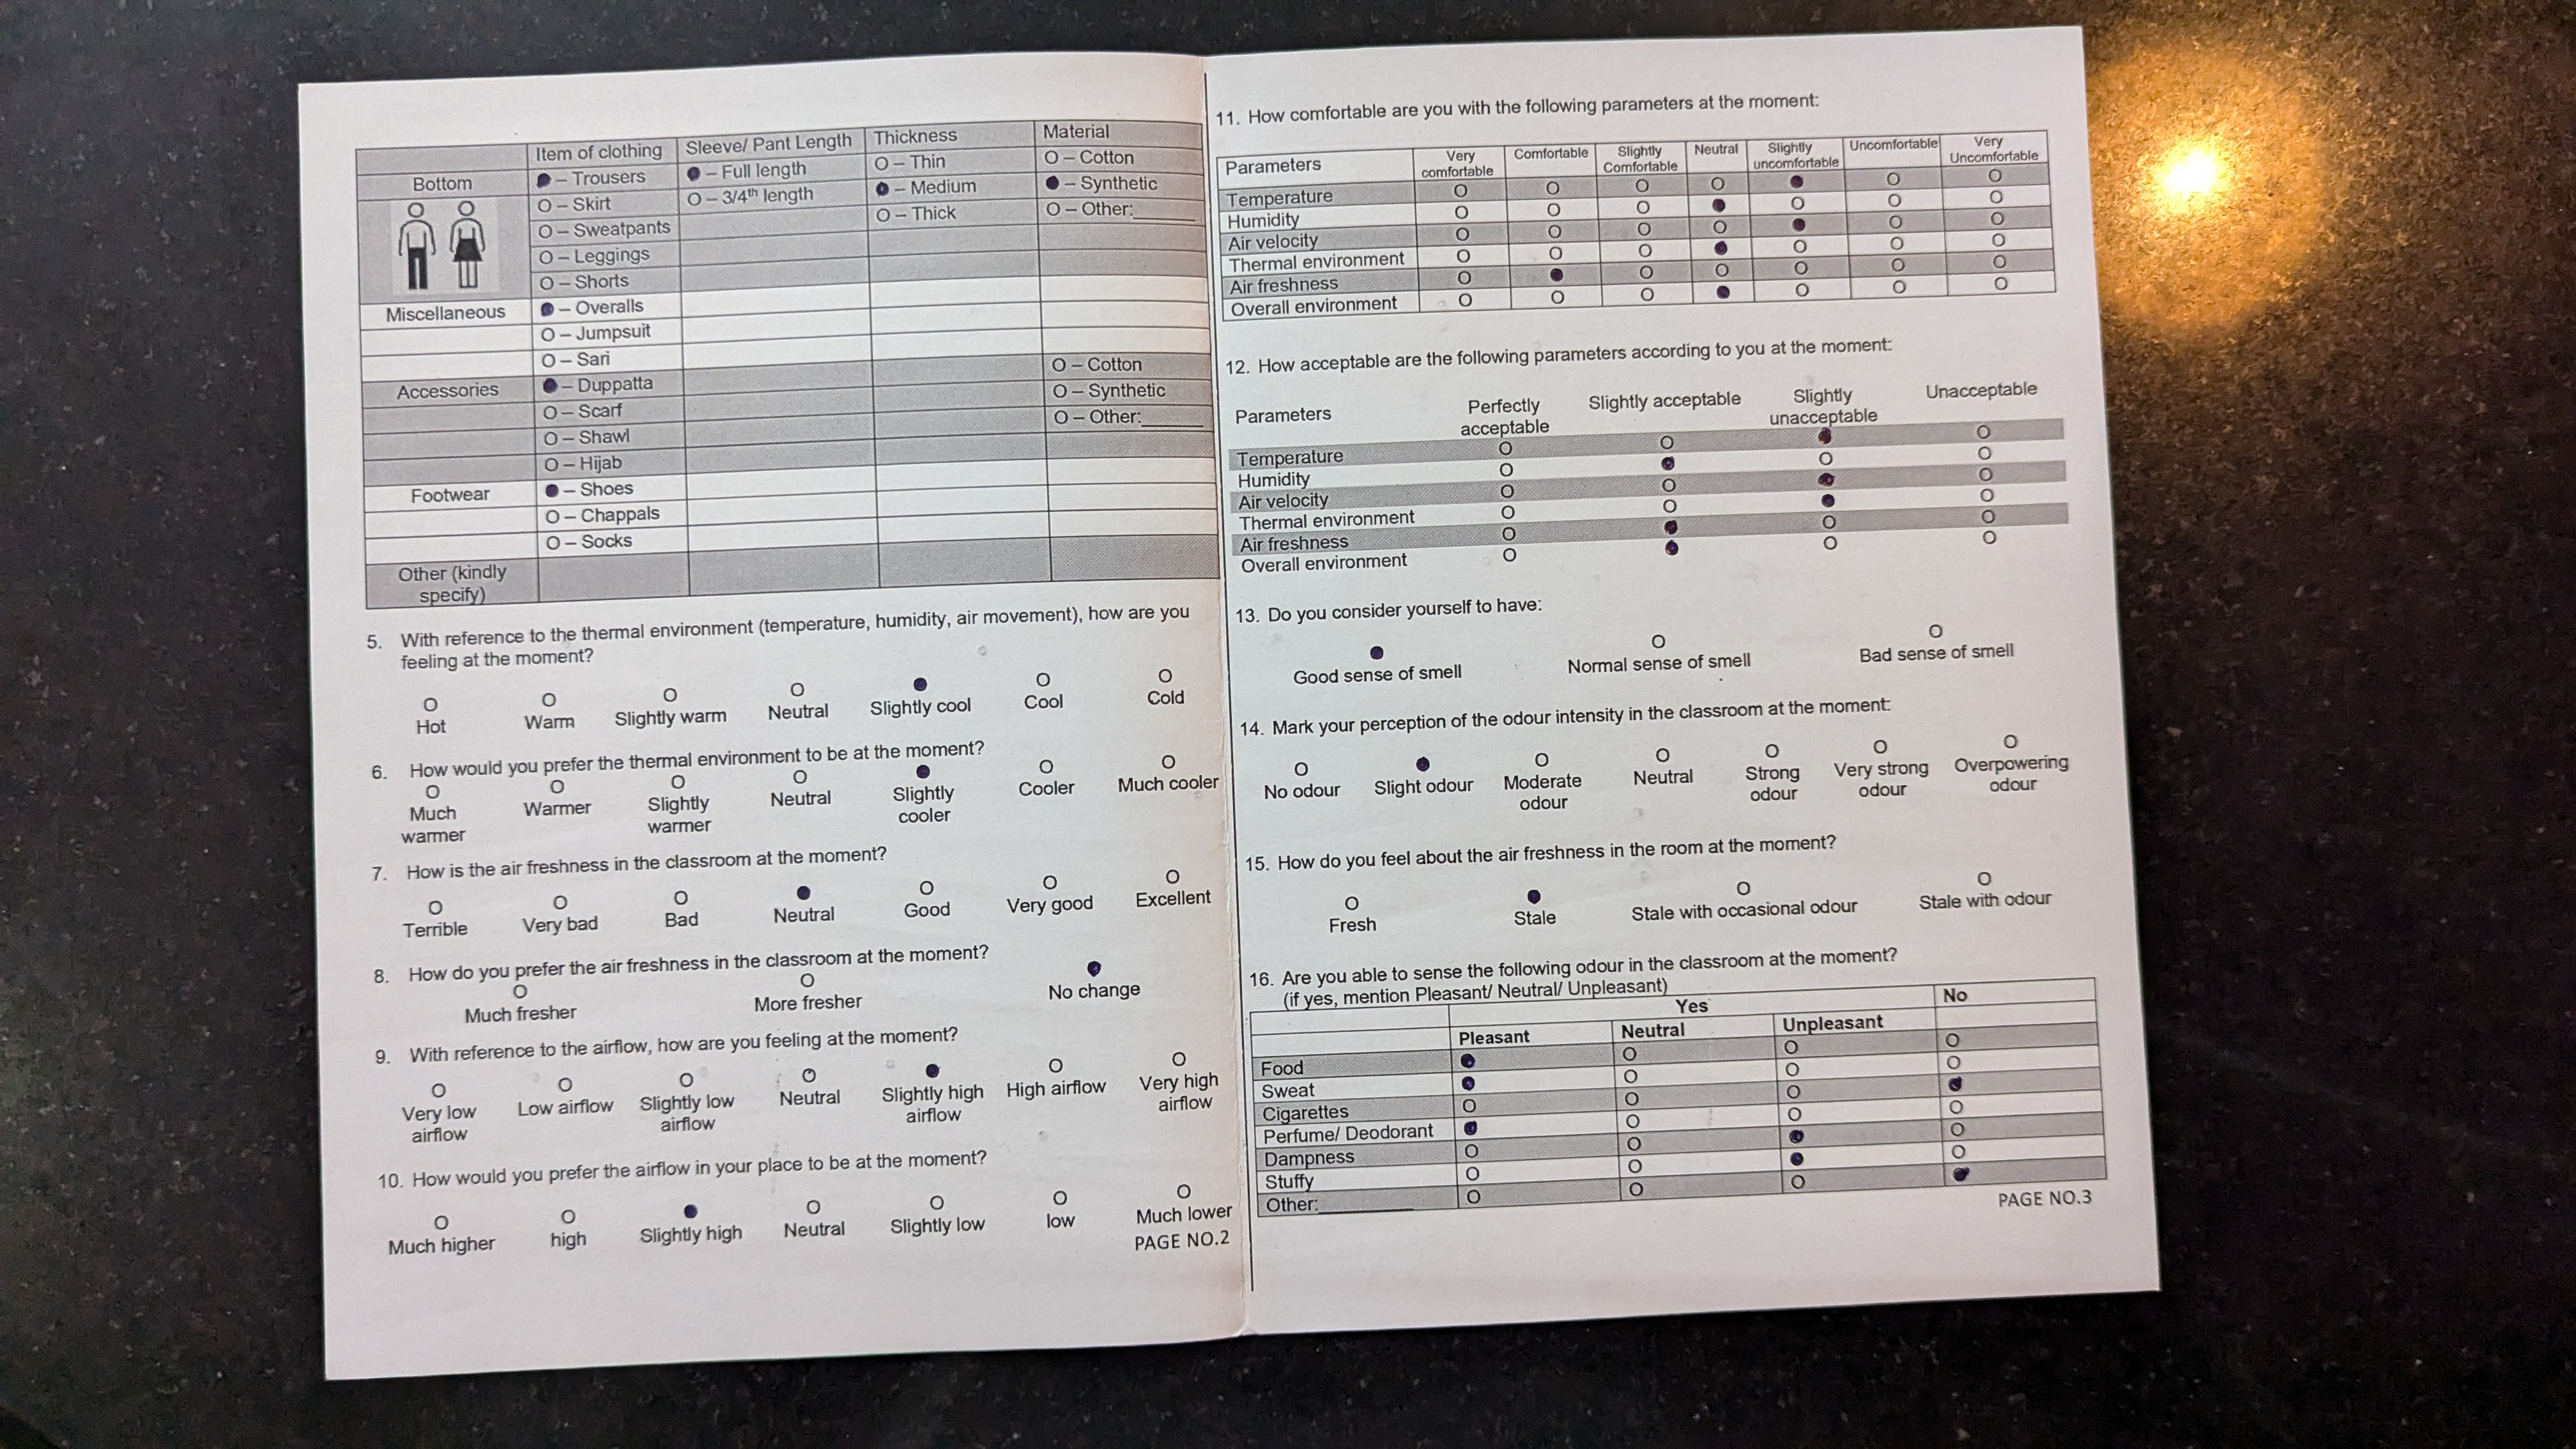 Item of clothing Sleeve/ Pant Length Thickness Material
Bottom ● – Trousers ● – Full length O – Thin O – Cotton
O – Skirt O – 3/4th length ● – Medium ● – Synthetic
O – Sweatpants O – Thick O – Other:______
O – Leggings
O – Shorts
Miscellaneous ● – Overalls
O – Jumpsuit
O – Sari
Accessories ● – Duppatta O – Cotton
O – Scarf O – Synthetic
O – Shawl O – Other:______
O – Hijab
Footwear ● – Shoes
O – Chappals
O – Socks
Other (kindly
specify)
5. With reference to the thermal environment (temperature, humidity, air movement), how are you
feeling at the moment?
O O O O ● O O
Hot Warm Slightly warm Neutral Slightly cool Cool Cold
6. How would you prefer the thermal environment to be at the moment?
O O O O ● O O
Much Warmer Slightly Neutral Slightly Cooler Much cooler
warmer warmer cooler
7. How is the air freshness in the classroom at the moment?
O O O ● O O O
Terrible Very bad Bad Neutral Good Very good Excellent
8. How do you prefer the air freshness in the classroom at the moment?
O O ●
Much fresher More fresher No change
9. With reference to the airflow, how are you feeling at the moment?
O O O O ● O O
Very low Low airflow Slightly low Neutral Slightly high High airflow Very high
airflow airflow airflow airflow
10. How would you prefer the airflow in your place to be at the moment?
O O ● O O O O
Much higher high Slightly high Neutral Slightly low low Much lower
PAGE NO.2
11. How comfortable are you with the following parameters at the moment:
Parameters Very Comfortable Slightly Neutral Slightly Uncomfortable Very
comfortable Comfortable uncomfortable Uncomfortable
Temperature O O O O ● O O
Humidity O O O ● O O O
Air velocity O O O O ● O O
Thermal environment O O O ● O O O
Air freshness O ● O O O O O
Overall environment O O O ● O O O
12. How acceptable are the following parameters according to you at the moment:
Parameters Perfectly Slightly acceptable Slightly Unacceptable
acceptable unacceptable
Temperature O O ● O
Humidity O ● O O
Air velocity O O ● O
Thermal environment O O ● O
Air freshness O ● O O
Overall environment O ● O O
13. Do you consider yourself to have:
● O O
Good sense of smell Normal sense of smell Bad sense of smell
14. Mark your perception of the odour intensity in the classroom at the moment:
O ● O O O O O
No odour Slight odour Moderate Neutral Strong Very strong Overpowering
odour odour odour odour
15. How do you feel about the air freshness in the room at the moment?
O ● O O
Fresh Stale Stale with occasional odour Stale with odour
16. Are you able to sense the following odour in the classroom at the moment?
(if yes, mention Pleasant/ Neutral/ Unpleasant)
Yes No
Pleasant Neutral Unpleasant
Food ● O O O
Sweat ● O O O
Cigarettes O O O ●
Perfume/ Deodorant ● O O O
Dampness O O ● O
Stuffy O O ● O
Other:__________ O O O ●
PAGE NO.3